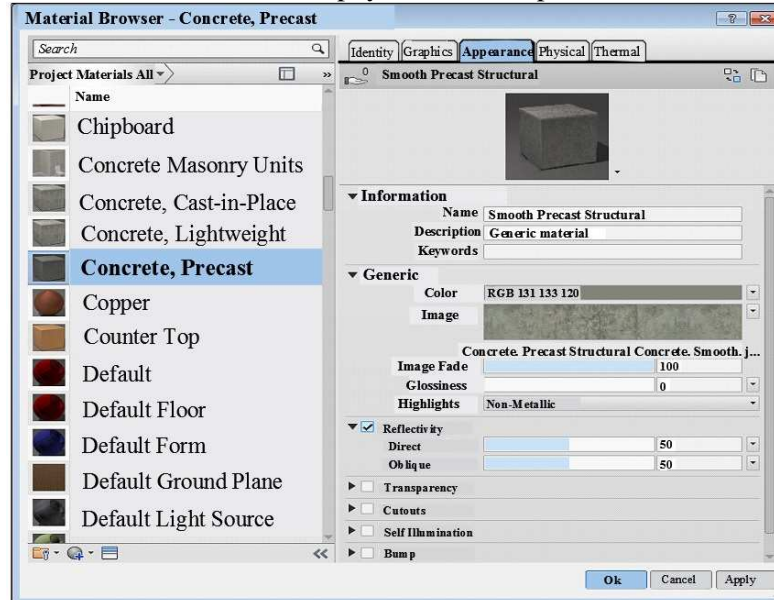 Material Browser - Concrete, Precast
Search
Project Materials All
Name
Chipboard
Concrete Masonry Units
Concrete, Cast-in-Place
Concrete, Lightweight
Concrete, Precast
Copper
Counter Top
Default
Default Floor
Default Form
Default Ground Plane
Default Light Source
Identity Graphics Appearance Physical Thermal
0 Smooth Precast Structural
Information
Name Smooth Precast Structural
Description Generic material
Keywords
Generic
Color RGB 131 133 120
Image
Concrete. Precast Structural Concrete. Smooth. j...
Image Fade 100
Glossiness 0
Highlights Non-Metallic
Reflectivity
Direct 50
Oblique 50
Transparency
Cutouts
Self Illumination
Bump
Ok Cancel Apply